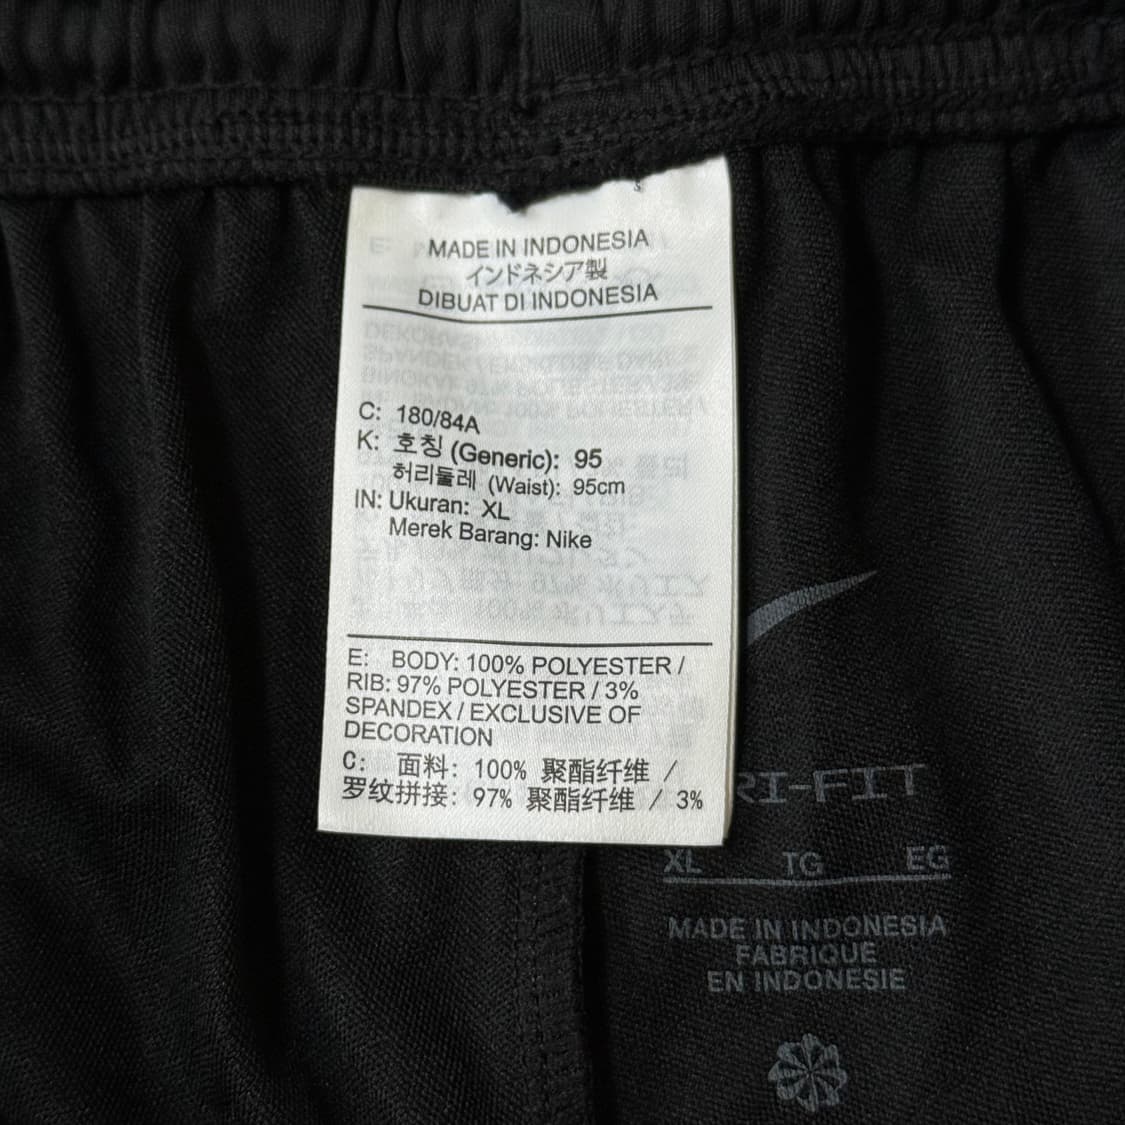 MADE IN INDONESIA
インドネシア製
DIBUAT DI INDONESIA
C: 180/84A
K: 호칭 (Generic): 95
허리둘레 (Waist): 95cm
IN: Ukuran: XL
Merek Barang: Nike
E: BODY: 100% POLYESTER /
RIB: 97% POLYESTER / 3%
SPANDEX / EXCLUSIVE OF
DECORATION
C: 面料: 100% 聚酯纤维 /
罗纹拼接: 97% 聚酯纤维 / 3%
RI-FIT
XL TG EG
MADE IN INDONESIA
FABRIQUE
EN INDONESIE